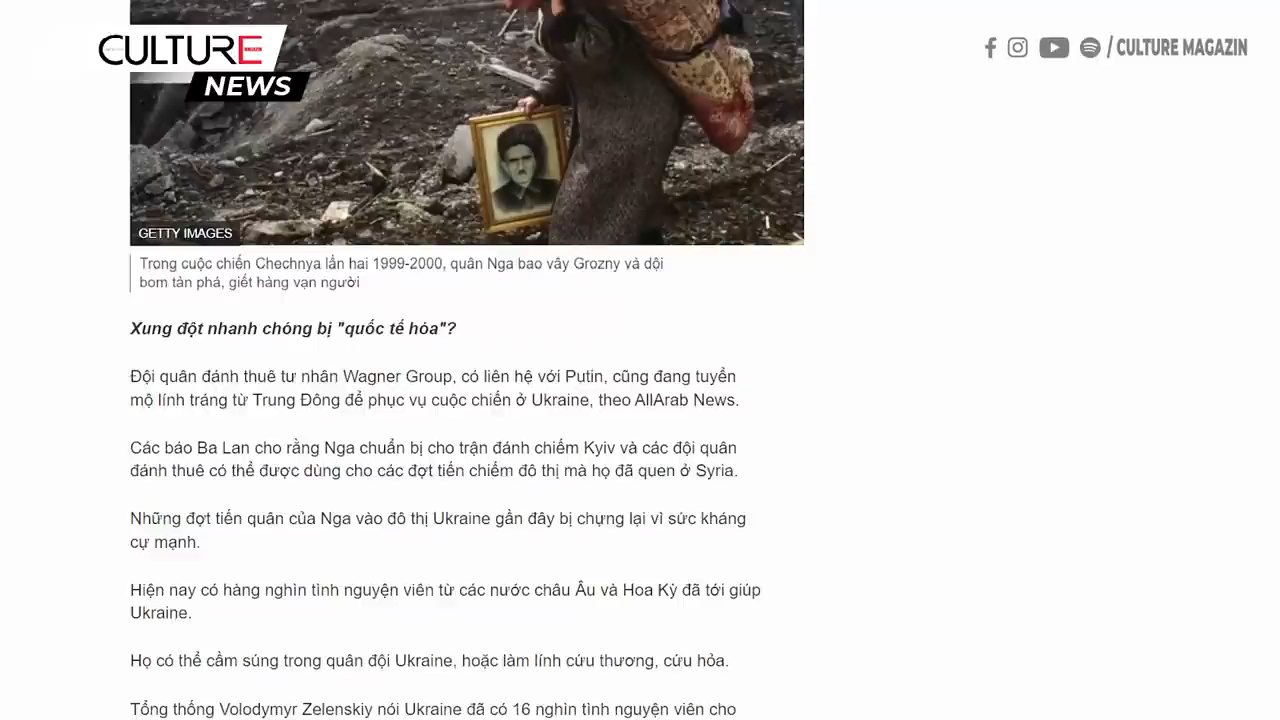 CULTURE
NEWS
/ CULTURE MAGAZIN
GETTY IMAGES
Trong cuộc chiến Chechnya lần hai 1999-2000, quân Nga bao vây Grozny và dội
bom tàn phá, giết hàng vạn người
Xung đột nhanh chóng bị "quốc tế hóa"?
Đội quân đánh thuê tư nhân Wagner Group, có liên hệ với Putin, cũng đang tuyển
mộ lính tráng từ Trung Đông để phục vụ cuộc chiến ở Ukraine, theo AllArab News.
Các báo Ba Lan cho rằng Nga chuẩn bị cho trận đánh chiếm Kyiv và các đội quân
đánh thuê có thể được dùng cho các đợt tiến chiếm đô thị mà họ đã quen ở Syria.
Những đợt tiến quân của Nga vào đô thị Ukraine gần đây bị chựng lại vì sức kháng
cự mạnh.
Hiện nay có hàng nghìn tình nguyện viên từ các nước châu Âu và Hoa Kỳ đã tới giúp
Ukraine.
Họ có thể cầm súng trong quân đội Ukraine, hoặc làm lính cứu thương, cứu hỏa.
Tổng thống Volodymyr Zelenskiy nói Ukraine đã có 16 nghìn tình nguyện viên cho